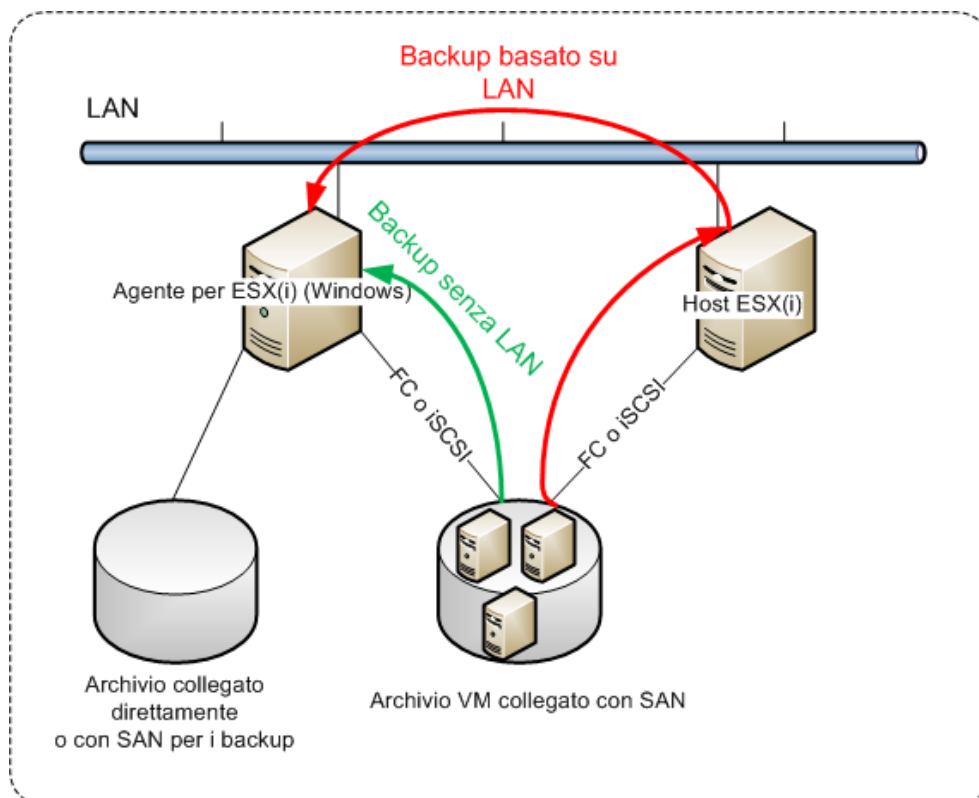 Backup basato su
LAN
LAN
Backup senza LAN
Agente per ESX(i) (Windows)
Host ESX(i)
FC o iSCSI
FC o iSCSI
Archivio collegato
direttamente
o con SAN per i backup
Archivio VM collegato con SAN